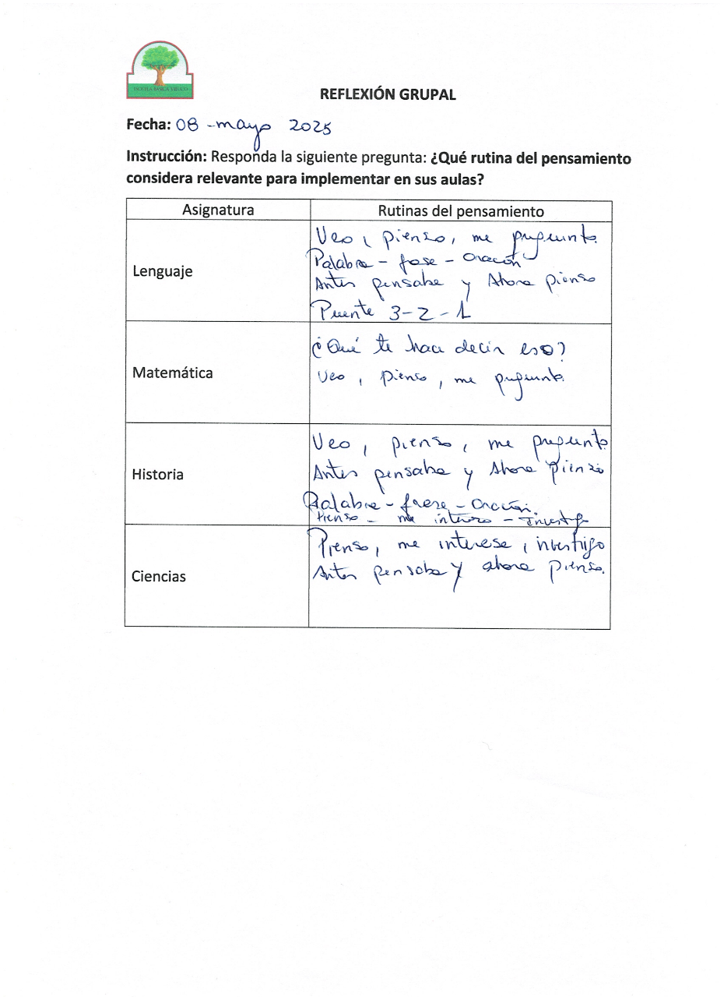 REFLEXIÓN GRUPAL
Fecha: 08 - mayo 2025
Instrucción: Responda la siguiente pregunta: ¿Qué rutina del pensamiento
considera relevante para implementar en sus aulas?
Asignatura Rutinas del pensamiento
Lenguaje
Veo, pienso, me pregunto.
Palabra - frase - oración
Antes pensaba y Ahora pienso
Puente 3-2-1
Matemática
¿Qué te hace decir eso?
Veo, pienso, me pregunto.
Historia
Veo, pienso, me pregunto
Antes pensaba y Ahora pienso
Palabra - frase - oración.
Pienso - me intereso - Investigo
Ciencias
Pienso, me interese, investigo
Antes pensaba y ahora pienso.